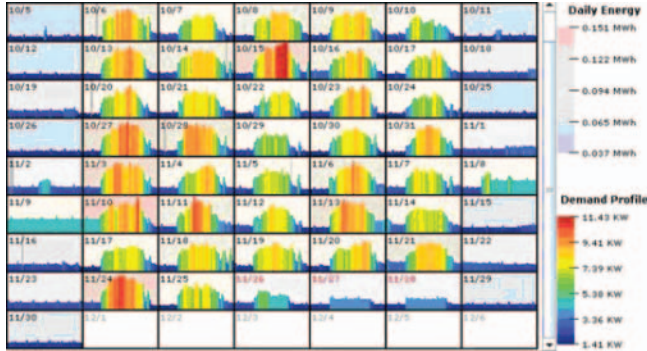 10/5 10/6 10/7 10/8 10/9 10/10 10/11
10/12 10/13 10/14 10/15 10/16 10/17 10/18
10/19 10/20 10/21 10/22 10/23 10/24 10/25
10/26 10/27 10/28 10/29 10/30 10/31 11/1
11/2 11/3 11/4 11/5 11/6 11/7 11/8
11/9 11/10 11/11 11/12 11/13 11/14 11/15
11/16 11/17 11/18 11/19 11/20 11/21 11/22
11/23 11/24 11/25 11/26 11/27 11/28 11/29
11/30 12/1 12/2 12/3 12/4 12/5 12/6
Daily Energy
0.151 MWh
0.122 MWh
0.094 MWh
0.065 MWh
0.037 MWh
Demand Profile
11.43 KW
9.41 KW
7.39 KW
5.38 KW
3.36 KW
1.41 KW